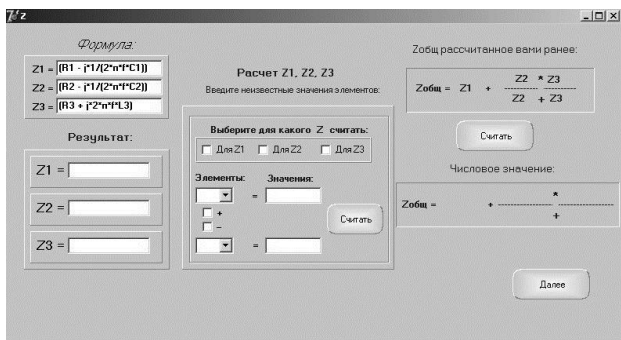 z
Формула:
Z1 = (R1 - j*1/(2*п*f*C1))
Z2 = (R2 - j*1/(2*п*f*C2))
Z3 = (R3 + j*2*п*f*L3)
Результат:
Z1 =
Z2 =
Z3 =
Расчет Z1, Z2, Z3
Введите неизвестные значения элементов:
Выберите для какого Z считать:
Для Z1 Для Z2 Для Z3
Элементы: Значения:
=
+
-
Считать
=
Zобщ рассчитанное вами ранее:
Z2 * Z3
Zобщ = Z1 + ----------------
Z2 + Z3
Считать
Числовое значение:
*
Zобщ = + ---------------- ----------------
+
Далее